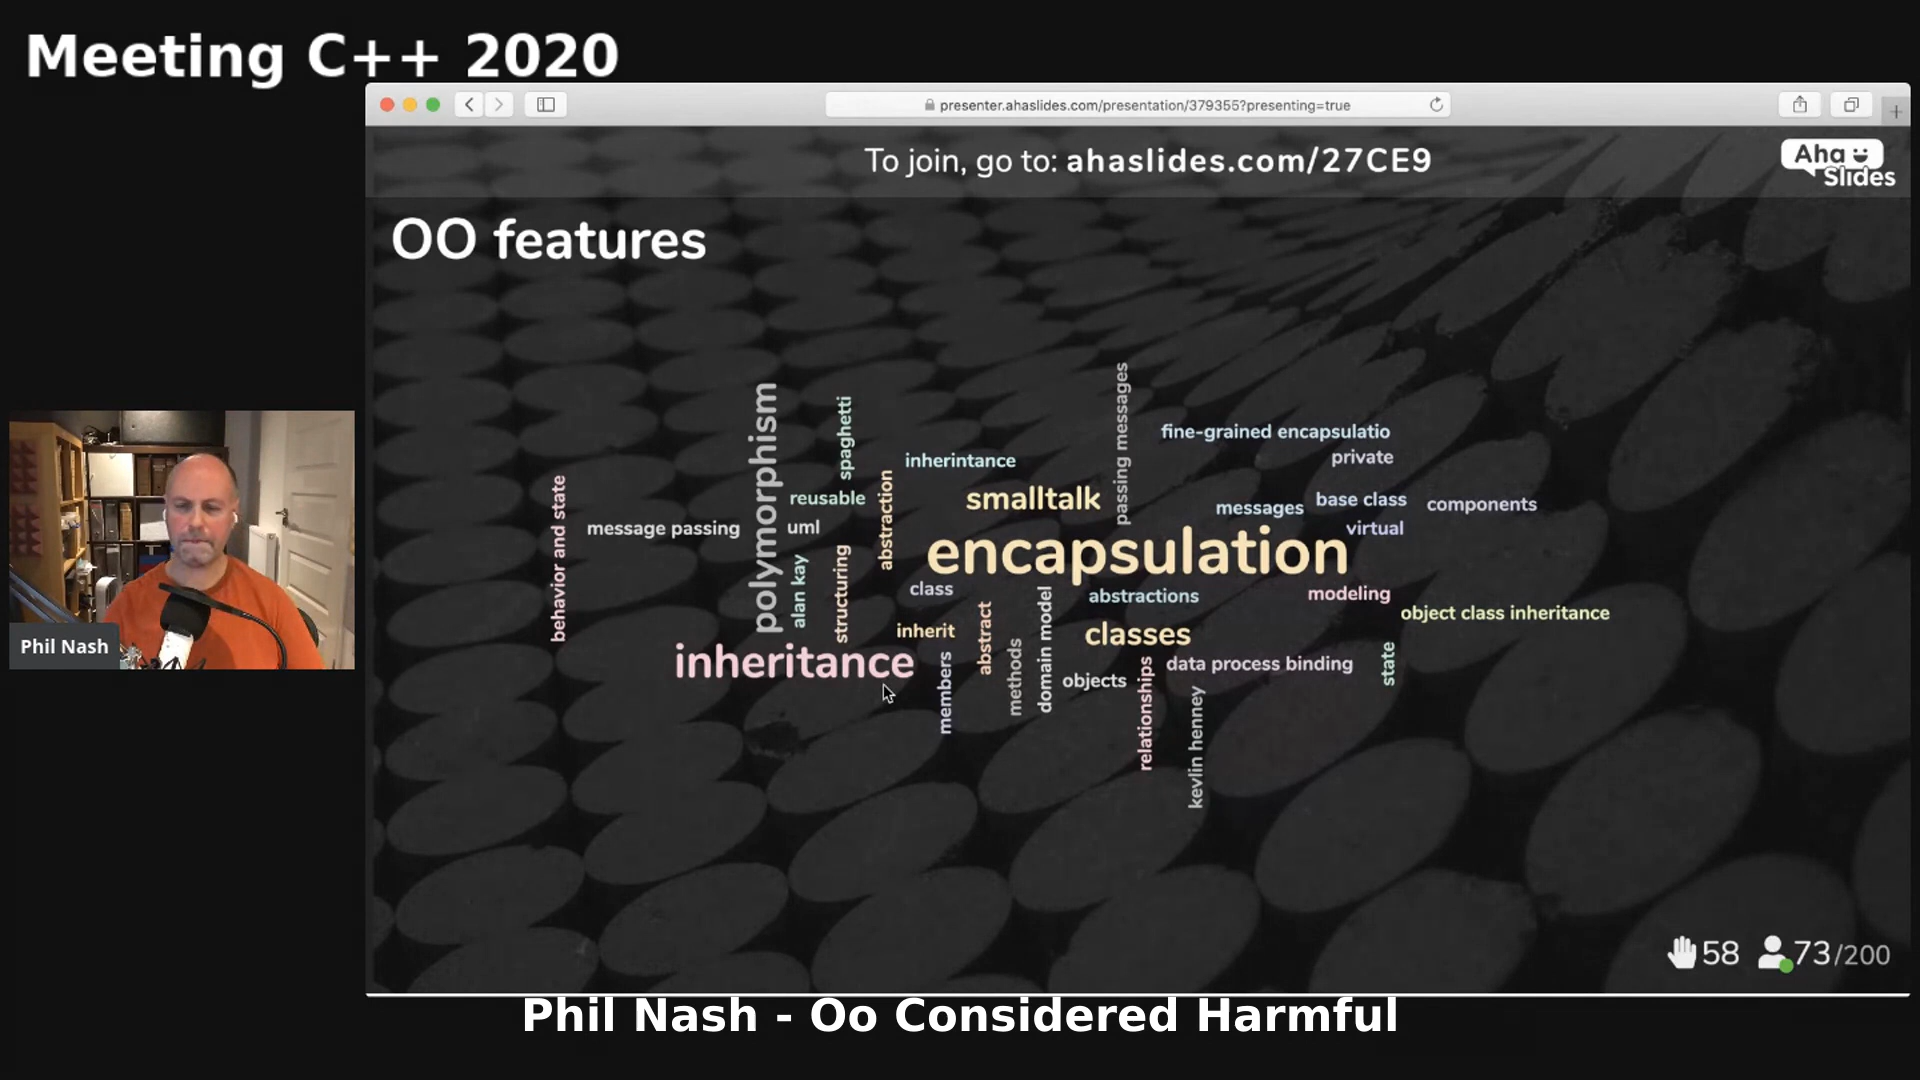 Meeting C++ 2020
presenter.ahaslides.com/presentation/379355?presenting=true
To join, go to: ahaslides.com/27CE9
Aha
Slides
OO features
passing messages
polymorphism
spaghetti
fine-grained encapsulatio
private
inherintance
behavior and state
abstraction
reusable
smalltalk
messages
base class
components
message passing
uml
virtual
encapsulation
alan kay
structuring
class
abstractions
modeling
object class inheritance
inherit
abstract
methods
domain model
classes
inheritance
members
objects
relationships
data process binding
state
kevlin henney
Phil Nash
58
73/200
Phil Nash - Oo Considered Harmful